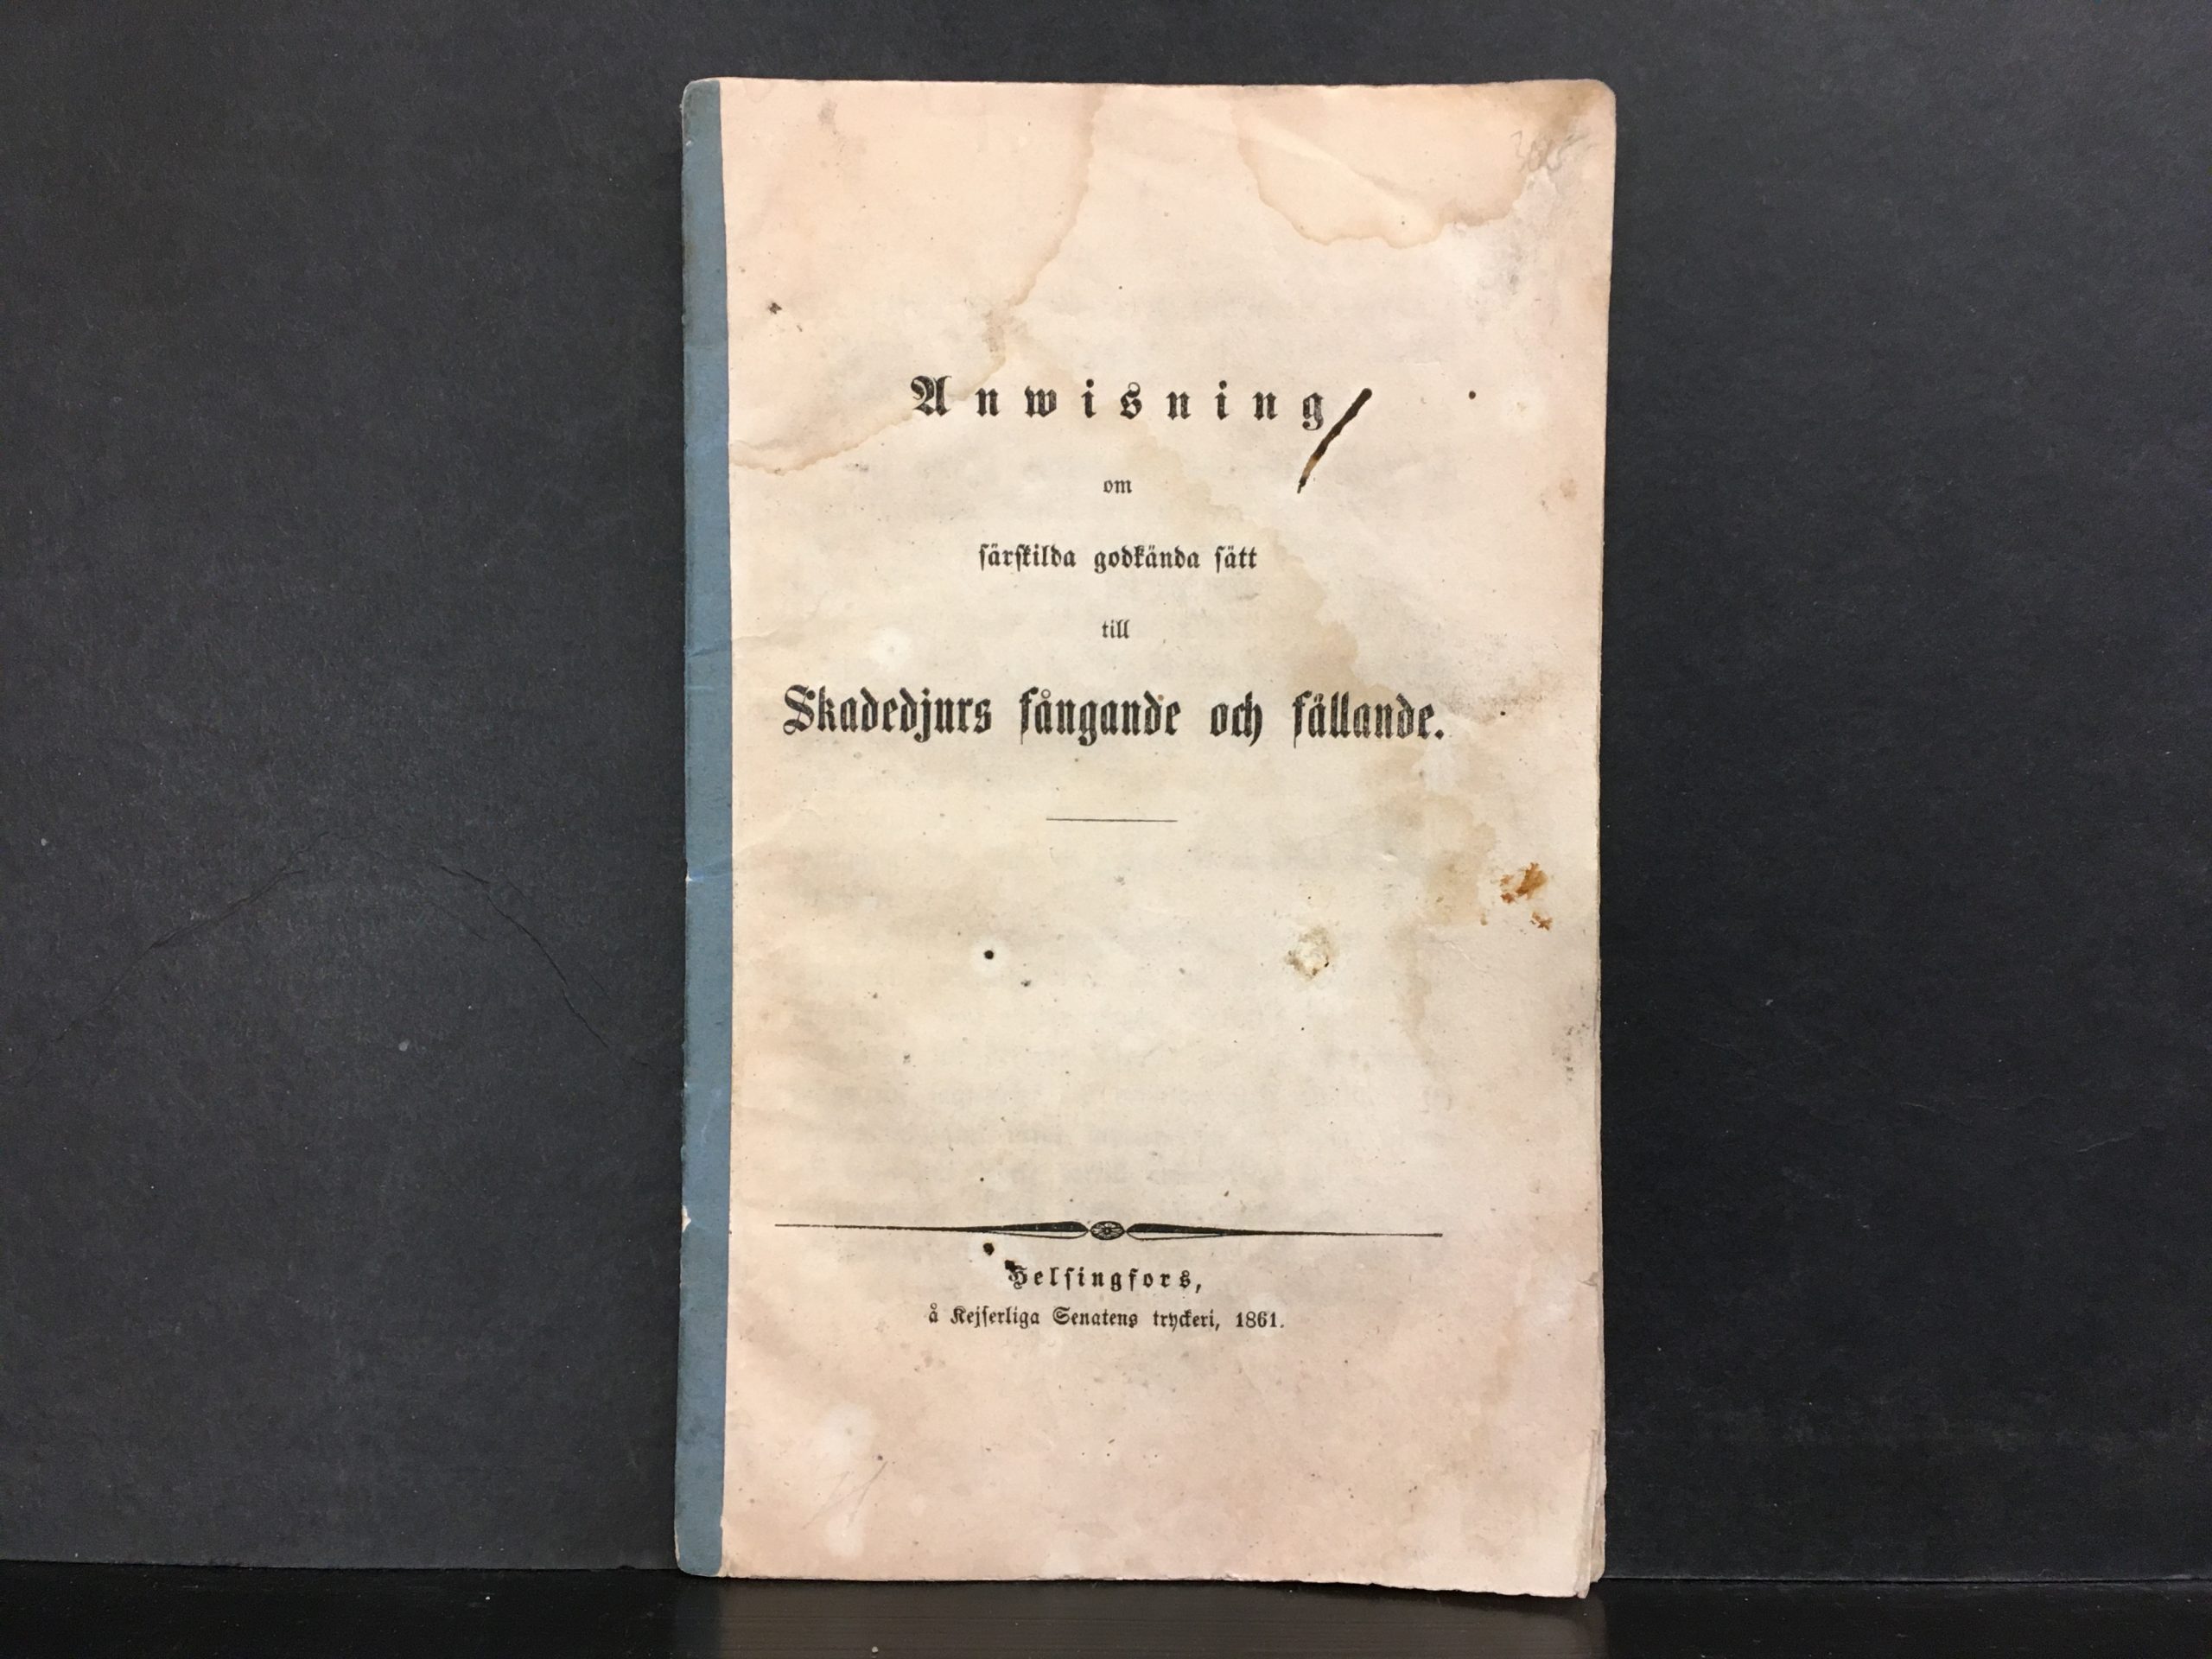 Anwisning
om
särskilda godkända sätt
till
Skadedjurs fångande och fällande.
Helsingfors,
å Kejserliga Senatens tryckeri, 1861.